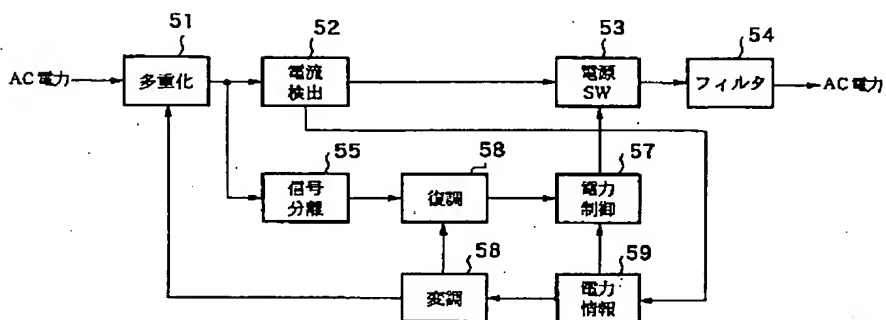 51
52
53
54
AC電力
多重化
電流
検出
電源
SW
フィルタ
AC電力
55
58
57
信号
分離
復調
電力
制御
58
59
変調
電力
情報